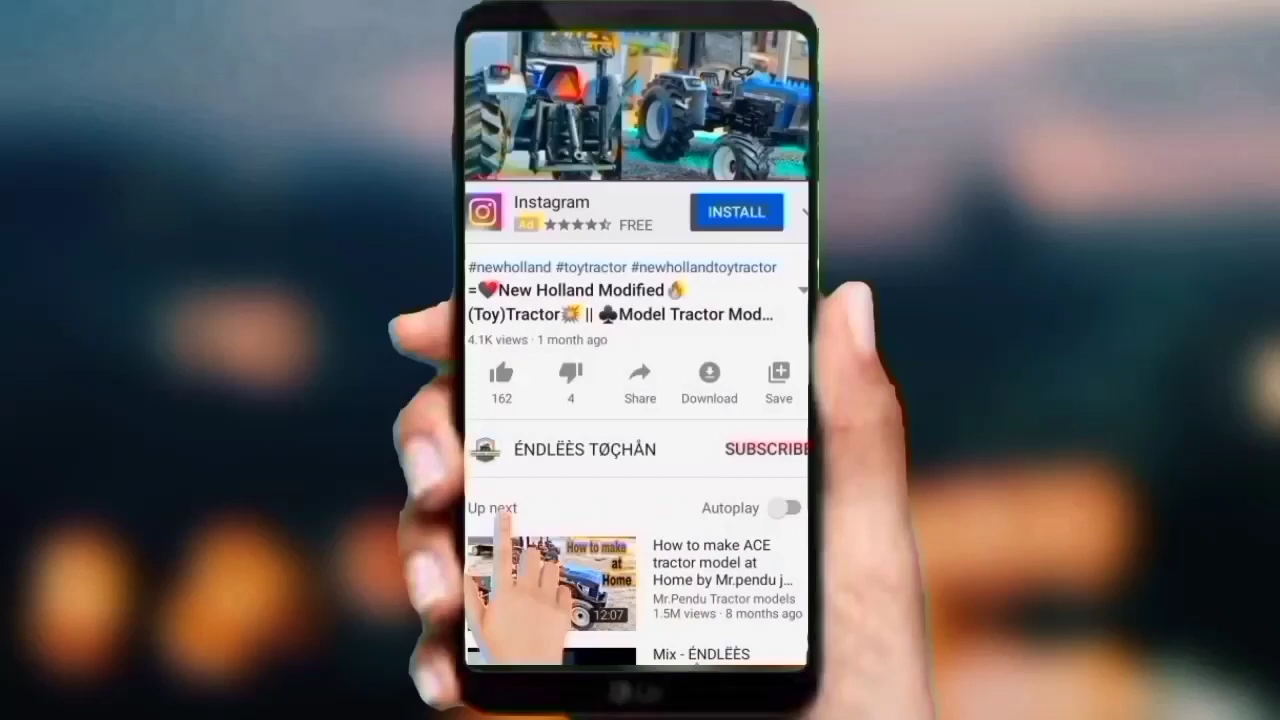 Instagram
Ad FREE
INSTALL
#newholland #toytractor #newhollandtoytractor
=❤New Holland Modified🔥
(Toy)Tractor💥 || ♣Model Tractor Mod...
4.1K views · 1 month ago
162
4
Share
Download
Save
ÉNDLËÈS TØÇHÅN
SUBSCRIBE
Up next
Autoplay
How to make
at
Home
12:07
How to make ACE
tractor model at
Home by Mr.pendu j...
Mr.Pendu Tractor models
1.5M views · 8 months ago
Mix - ÉNDLËÈS